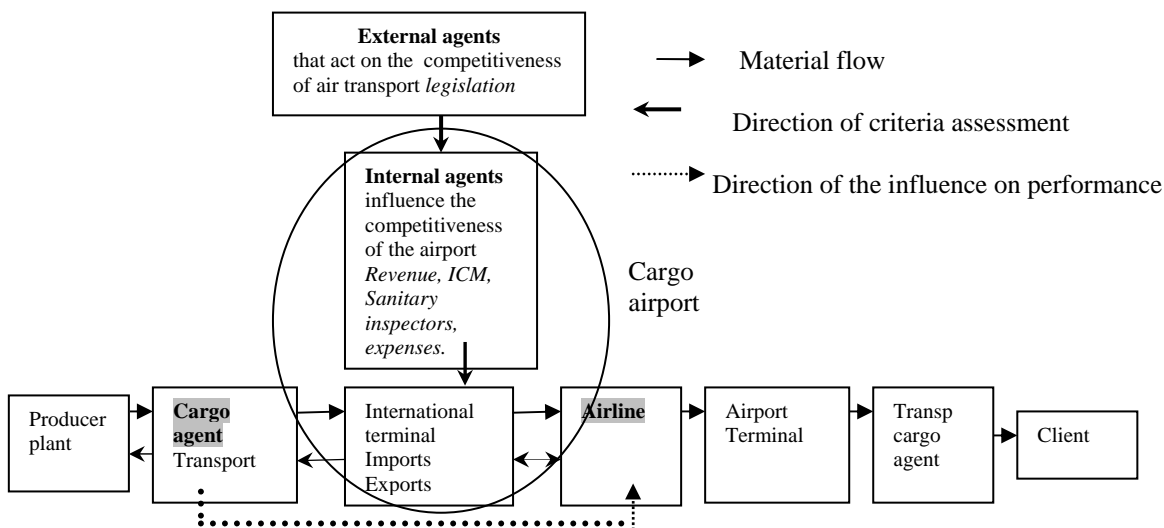 External agents
that act on the competitiveness
of air transport legislation
Material flow
Direction of criteria assessment
Direction of the influence on performance
Internal agents
influence the
competitiveness
of the airport
Revenue, ICM,
Sanitary
inspectors,
expenses.
Cargo
airport
Producer
plant
Cargo
agent
Transport
International
terminal
Imports
Exports
Airline
Airport
Terminal
Transp
cargo
agent
Client